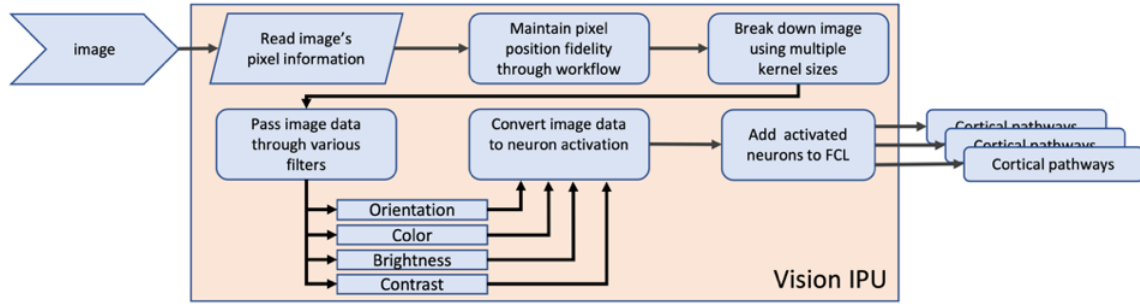 image
Read image's
pixel information
Maintain pixel
position fidelity
through workflow
Break down image
using multiple
kernel sizes
Pass image data
through various
filters
Convert image data
to neuron activation
Add activated
neurons to FCL
Cortical pathways
Cortical pathways
Cortical pathways
Orientation
Color
Brightness
Contrast
Vision IPU